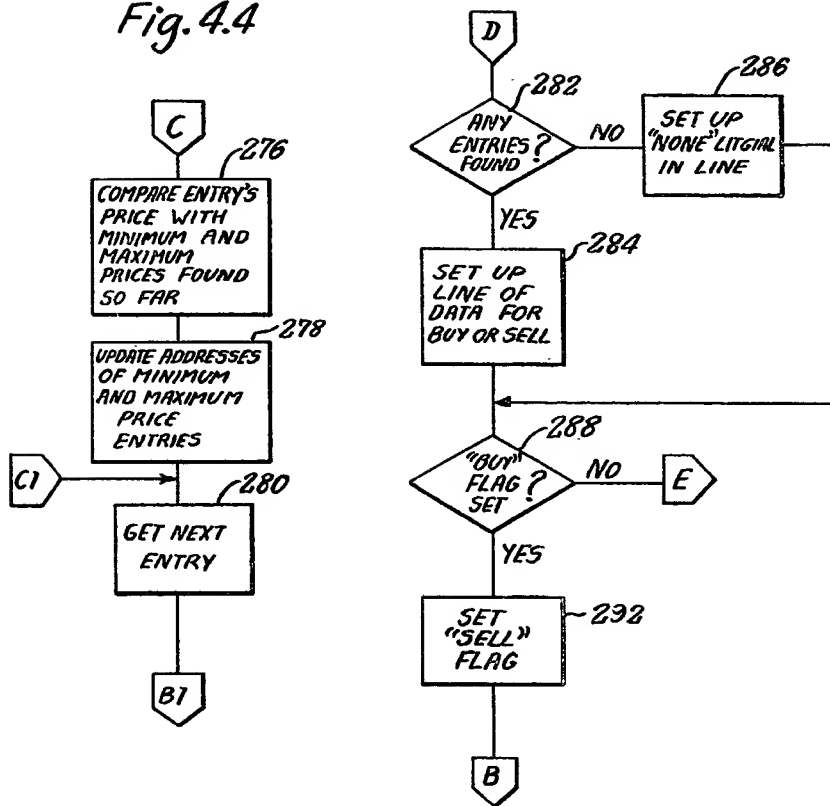 Fig. 4.4
C
276
COMPARE ENTRY'S
PRICE WITH
MINIMUM AND
MAXIMUM
PRICES FOUND
SO FAR
278
UPDATE ADDRESSES
OF MINIMUM
AND MAXIMUM
PRICE
ENTRIES
C1
280
GET NEXT
ENTRY
B1
D
282
ANY
ENTRIES
FOUND ?
NO
286
SET UP
"NONE" LITGIAL
IN LINE
YES
284
SET UP
LINE OF
DATA FOR
BUY OR SELL
288
"BUY"
FLAG
SET ?
NO
E
YES
292
SET
"SELL"
FLAG
B